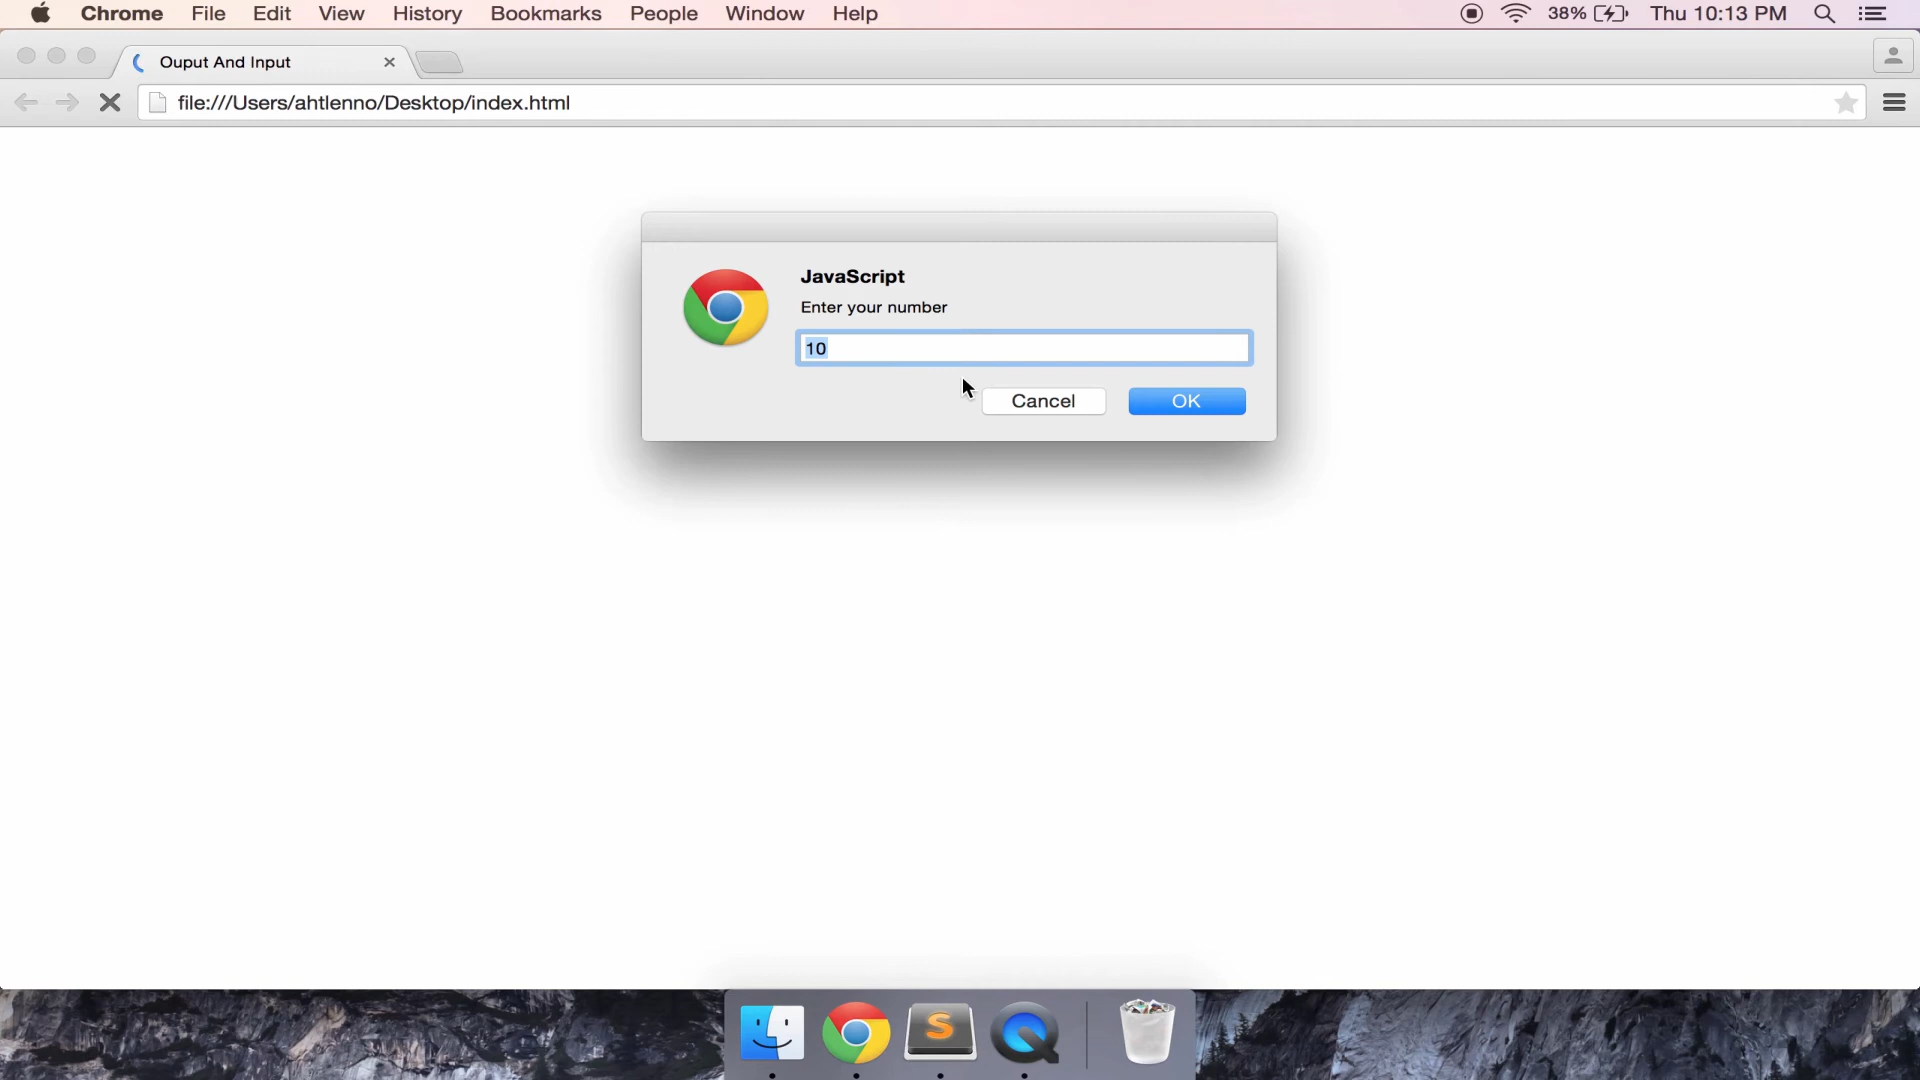 Chrome File Edit View History Bookmarks People Window Help 38% Thu 10:13 PM
Ouput And Input
file:///Users/ahtlenno/Desktop/index.html
JavaScript
Enter your number
10
Cancel OK
S